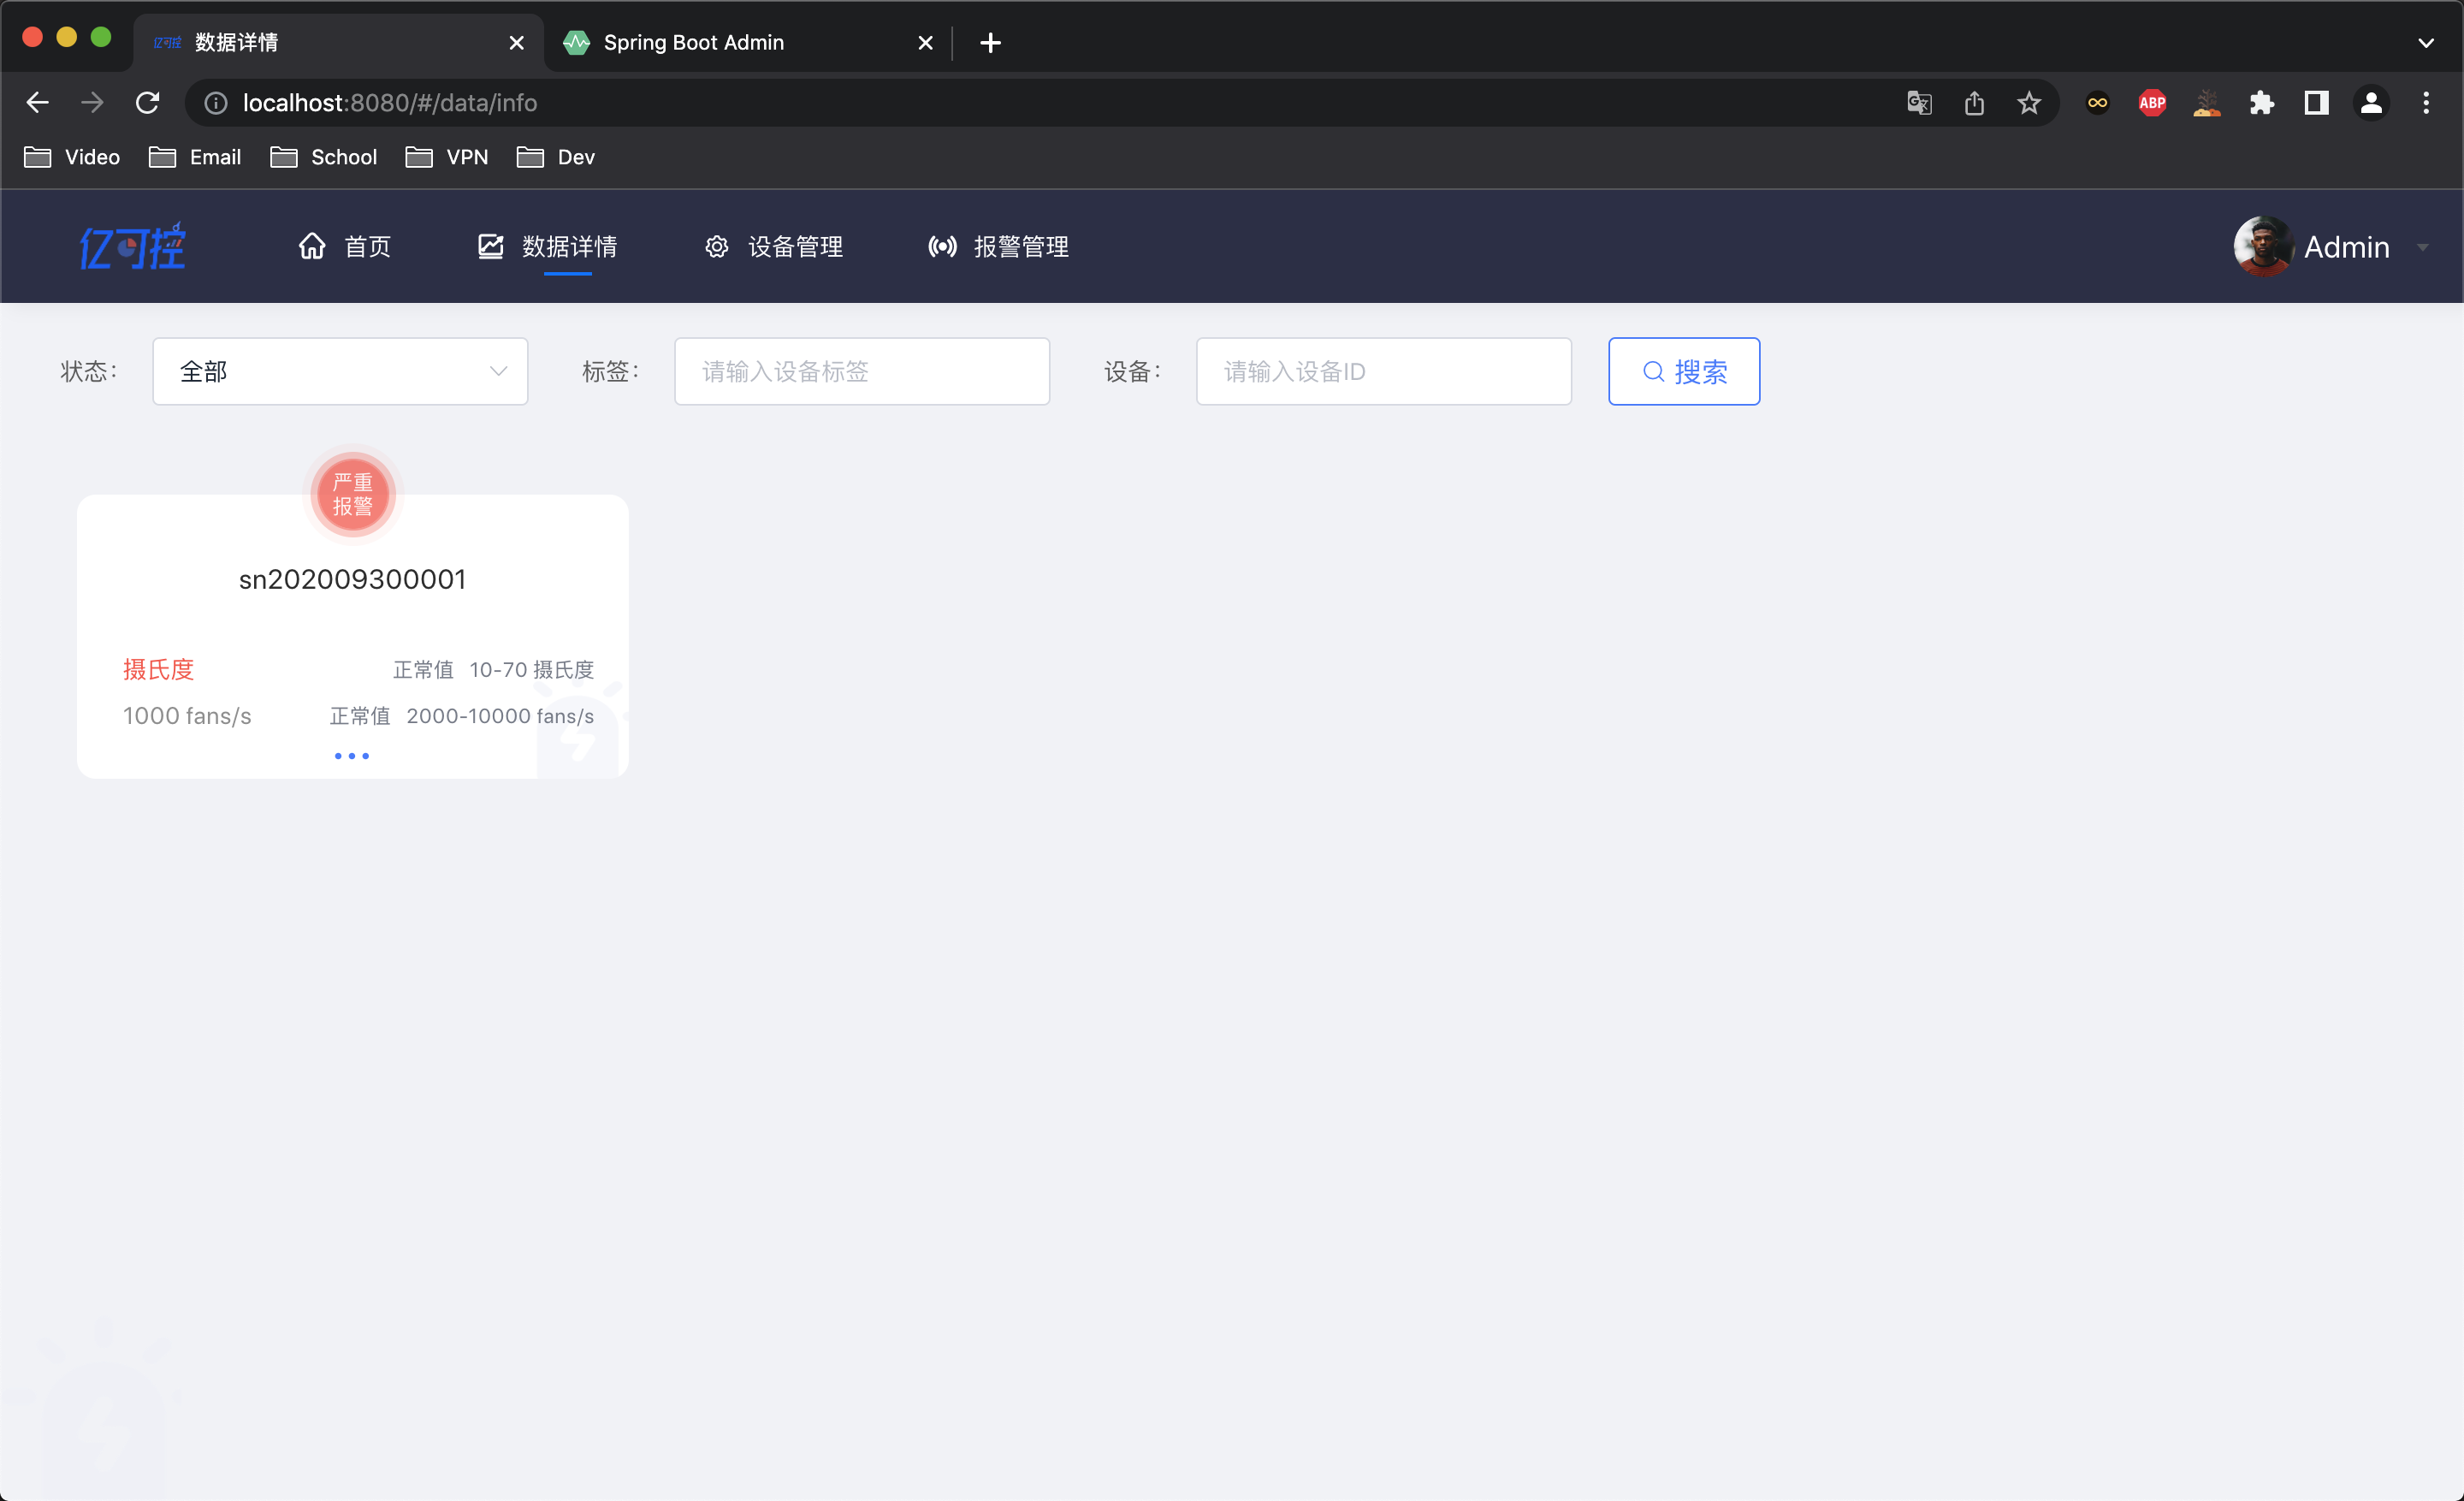 亿可控 数据详情
Spring Boot Admin
localhost:8080/#/data/info
ABP
Video
Email
School
VPN
Dev
亿可控
首页
数据详情
设备管理
报警管理
Admin
状态：
全部
标签：
请输入设备标签
设备：
请输入设备ID
搜索
严重
报警
sn202009300001
摄氏度
正常值 10-70 摄氏度
1000 fans/s
正常值 2000-10000 fans/s